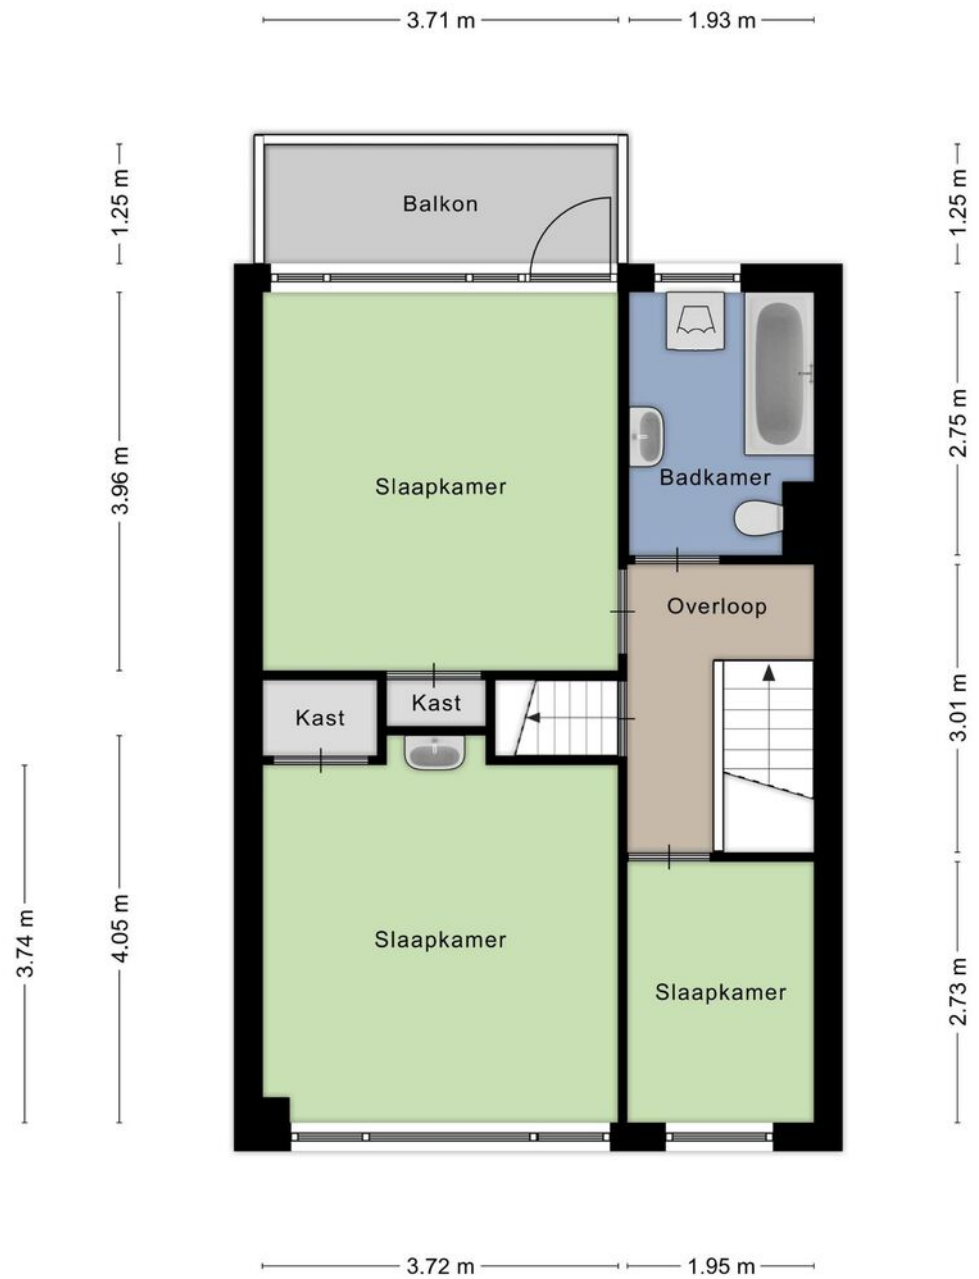 3.71 m
1.93 m
1.25 m
1.25 m
Balkon
3.96 m
2.75 m
Slaapkamer
Badkamer
Overloop
Kast
Kast
3.01 m
3.74 m
4.05 m
Slaapkamer
Slaapkamer
2.73 m
3.72 m
1.95 m